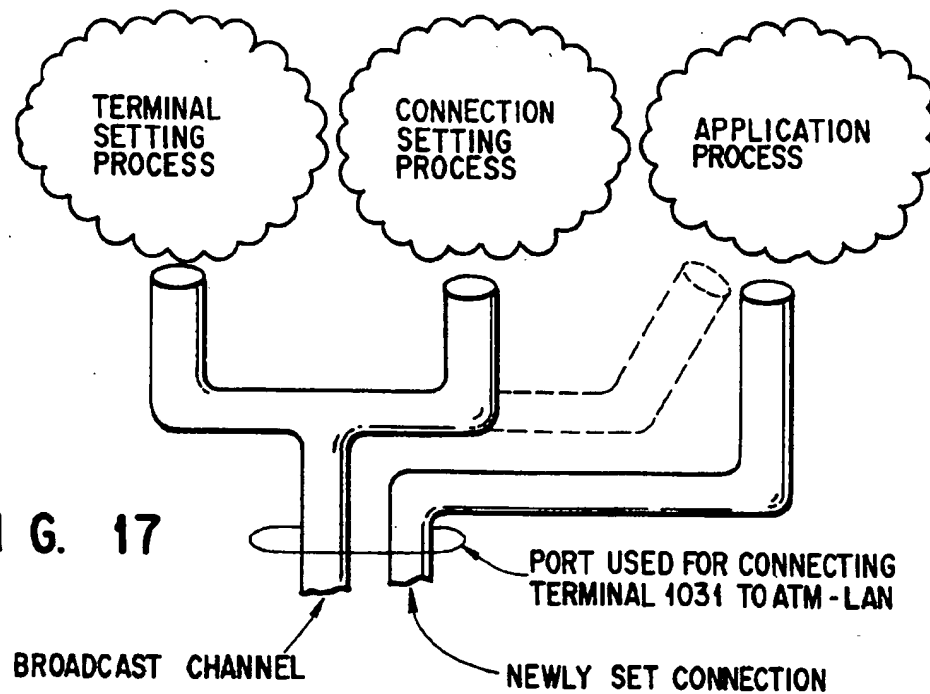 TERMINAL
SETTING
PROCESS
CONNECTION
SETTING
PROCESS
APPLICATION
PROCESS
I G. 17
PORT USED FOR CONNECTING
TERMINAL 1031 TO ATM-LAN
BROADCAST CHANNEL
NEWLY SET CONNECTION